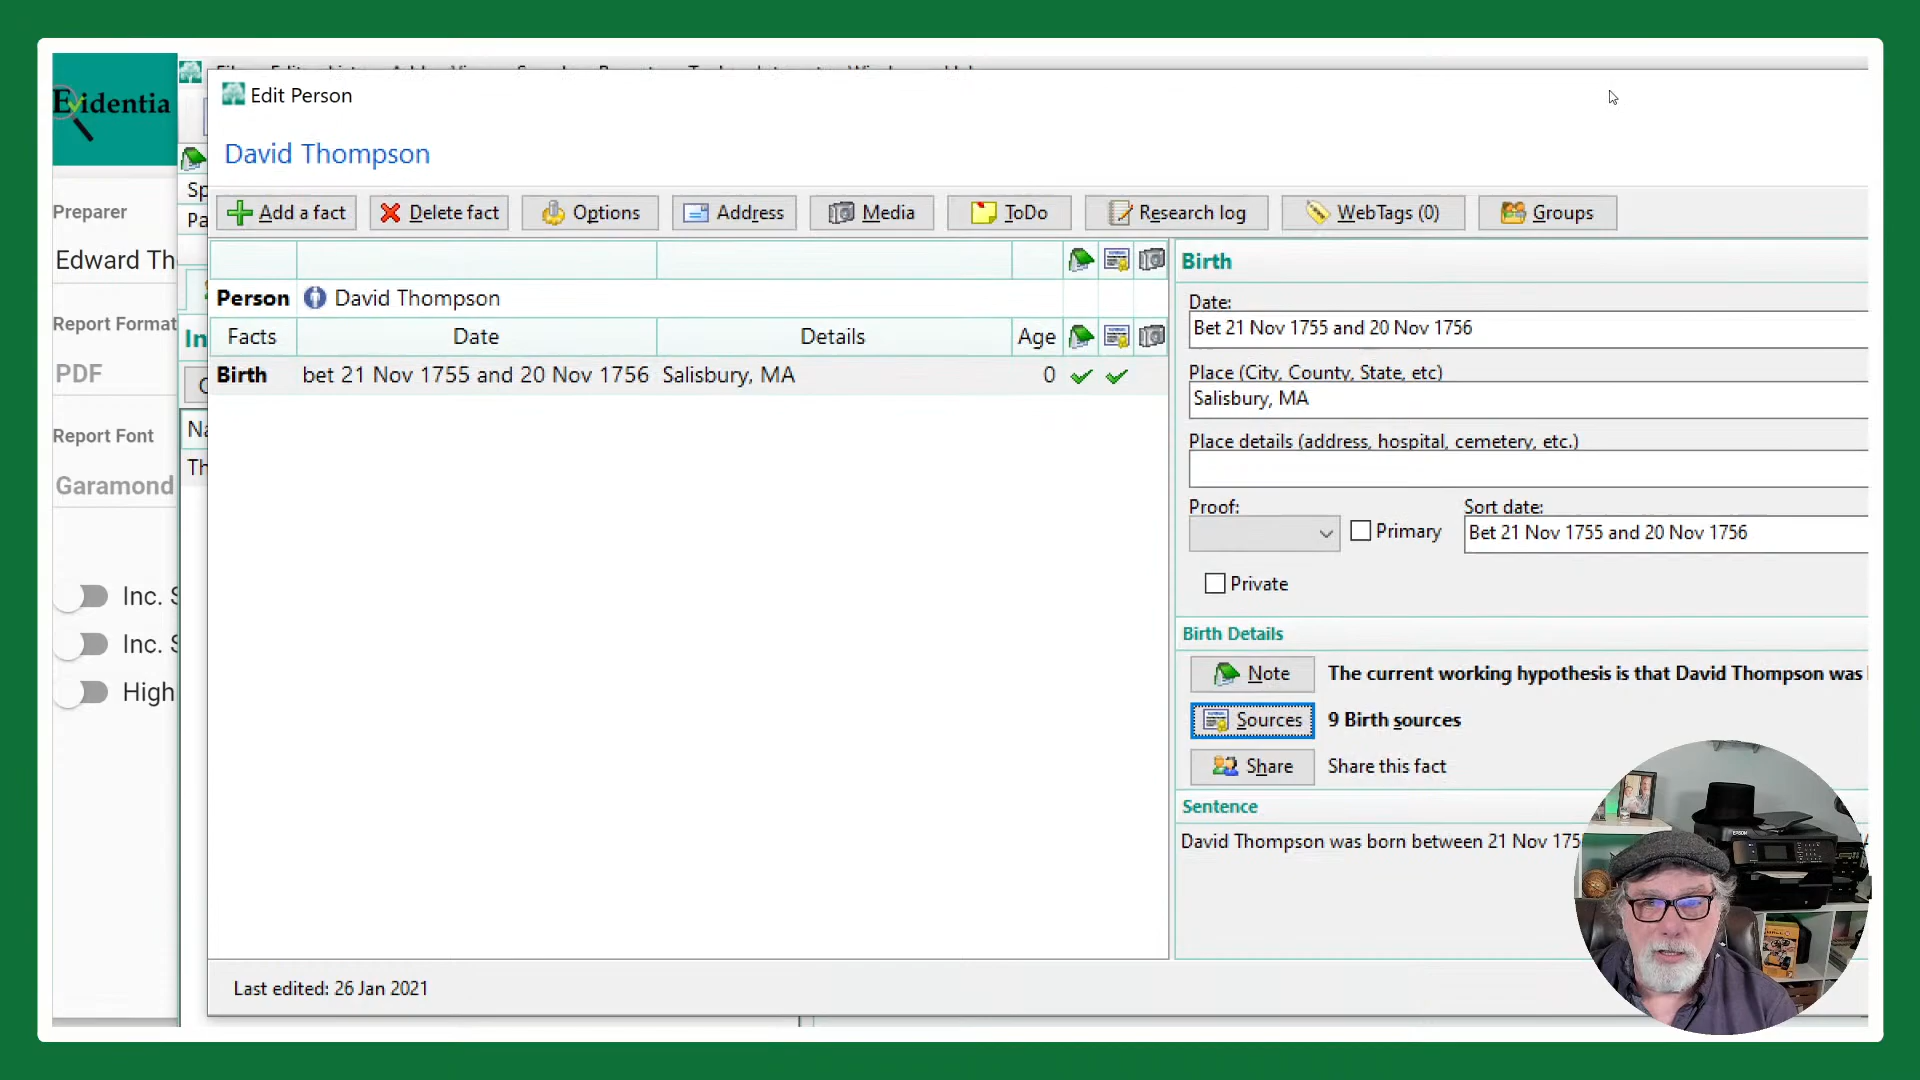 Evidentia
Preparer
Edward Th
Report Format
PDF
Report Font
Garamond
Inc. S
Inc. S
High
Sp
Pa
In
Na
Th
Edit Person
David Thompson
Add a fact
Delete fact
Options
Address
Media
ToDo
Research log
WebTags (0)
Groups
Person David Thompson
Facts Date Details Age
Birth bet 21 Nov 1755 and 20 Nov 1756 Salisbury, MA 0
Last edited: 26 Jan 2021
Birth
Date:
Bet 21 Nov 1755 and 20 Nov 1756
Place (City, County, State, etc)
Salisbury, MA
Place details (address, hospital, cemetery, etc.)
Proof:
Primary
Sort date:
Bet 21 Nov 1755 and 20 Nov 1756
Private
Birth Details
Note The current working hypothesis is that David Thompson was
Sources 9 Birth sources
Share Share this fact
Sentence
David Thompson was born between 21 Nov 175
EPSON